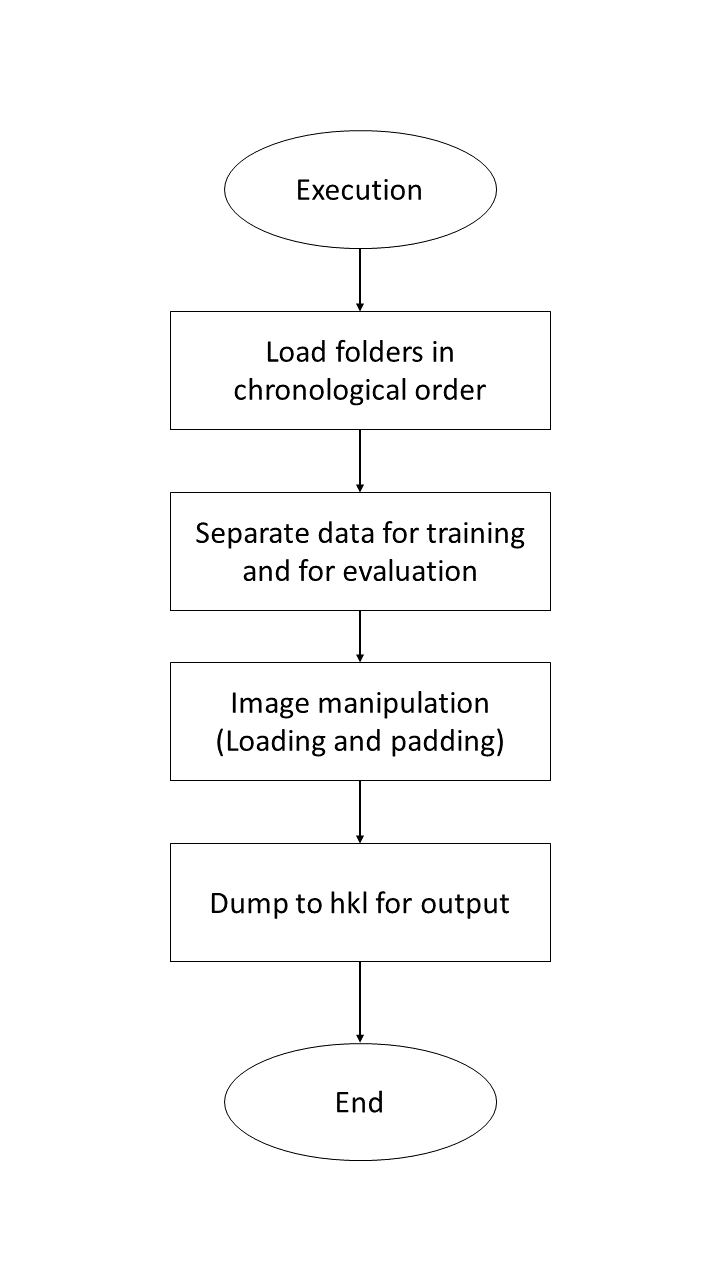 Execution
Load folders in
chronological order
Separate data for training
and for evaluation
Image manipulation
(Loading and padding)
Dump to hkl for output
End